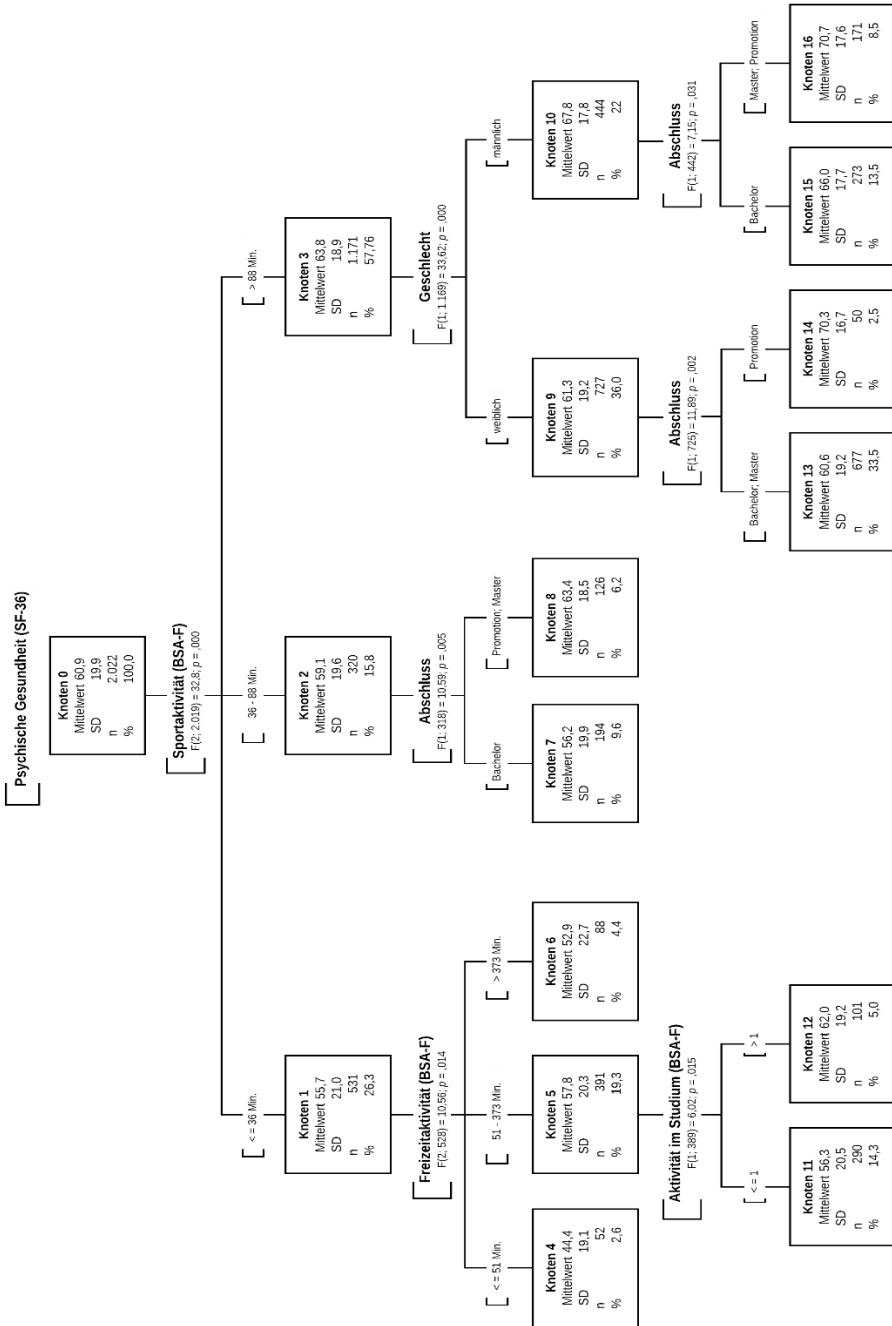 Psychische Gesundheit (SF-36)
Knoten 0
Mittelwert 60,9
SD 19,9
n 2.022
% 100,0
Sportaktivität (BSA-F)
F(2; 2.019) = 32,8; p = ,000
< = 36 Min.
36 - 88 Min.
> 88 Min.
Knoten 1
Mittelwert 55,7
SD 21,0
n 531
% 26,3
Knoten 2
Mittelwert 59,1
SD 19,6
n 320
% 15,8
Knoten 3
Mittelwert 63,8
SD 18,9
n 1.171
% 57,76
Freizeitaktivität (BSA-F)
F(2; 528) = 10,56; p = ,014
Abschluss
F(1; 318) = 10,59; p = ,005
Geschlecht
F(1; 1.169) = 33,62; p = ,000
< = 51 Min.
51 - 373 Min.
> 373 Min.
Bachelor
Promotion; Master
weiblich
männlich
Knoten 4
Mittelwert 44,4
SD 19,1
n 52
% 2,6
Knoten 5
Mittelwert 57,8
SD 20,3
n 391
% 19,3
Knoten 6
Mittelwert 52,9
SD 22,7
n 88
% 4,4
Knoten 7
Mittelwert 56,2
SD 19,9
n 194
% 9,6
Knoten 8
Mittelwert 63,4
SD 18,5
n 126
% 6,2
Knoten 9
Mittelwert 61,3
SD 19,2
n 727
% 36,0
Knoten 10
Mittelwert 67,8
SD 17,8
n 444
% 22
Aktivität im Studium (BSA-F)
F(1; 389) = 6,02; p = ,015
Abschluss
F(1; 725) = 11,89; p = ,002
Abschluss
F(1; 442) = 7,15; p = ,031
< = 1
> 1
Bachelor; Master
Promotion
Bachelor
Master; Promotion
Knoten 11
Mittelwert 56,3
SD 20,5
n 290
% 14,3
Knoten 12
Mittelwert 62,0
SD 19,2
n 101
% 5,0
Knoten 13
Mittelwert 60,6
SD 19,2
n 677
% 33,5
Knoten 14
Mittelwert 70,3
SD 16,7
n 50
% 2,5
Knoten 15
Mittelwert 66,0
SD 17,7
n 273
% 13,5
Knoten 16
Mittelwert 70,7
SD 17,6
n 171
% 8,5